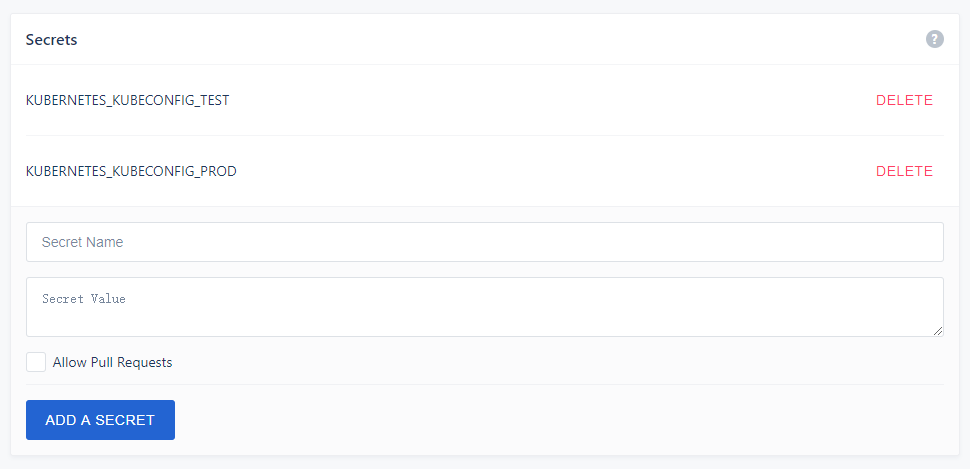 Secrets
?
KUBERNETES_KUBECONFIG_TEST DELETE
KUBERNETES_KUBECONFIG_PROD DELETE
Secret Name
Secret Value
Allow Pull Requests
ADD A SECRET